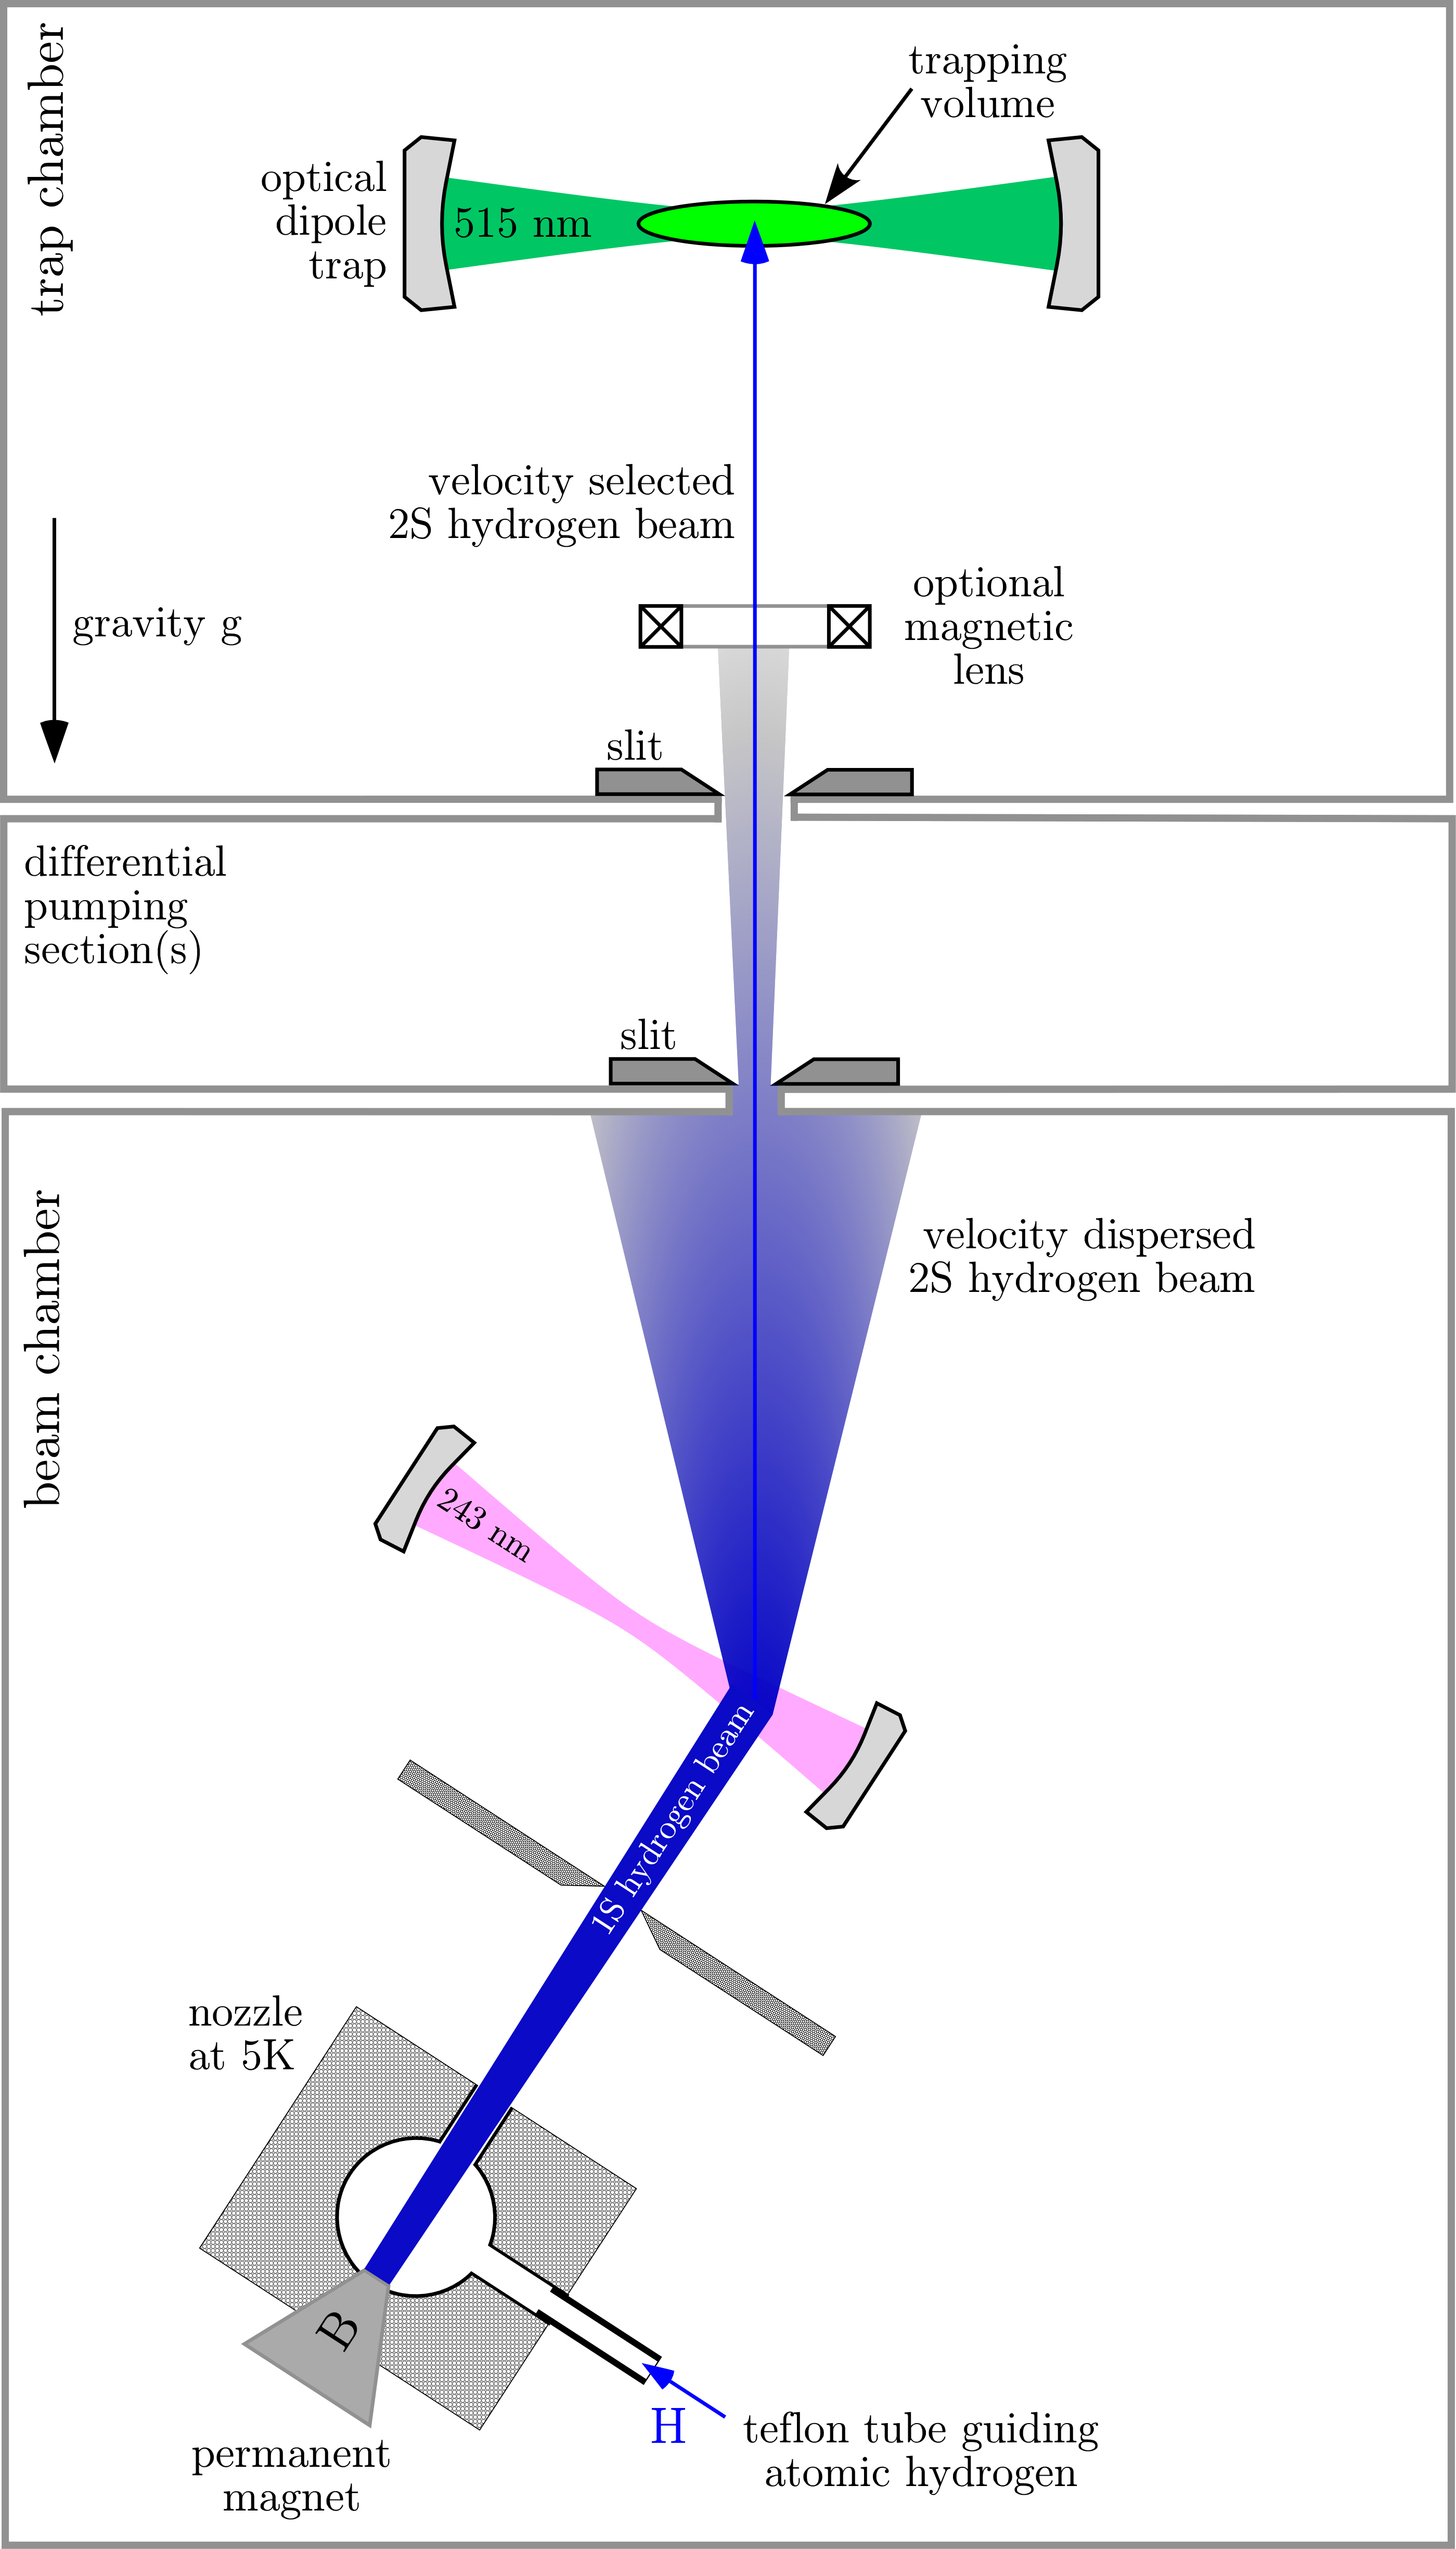 trap chamber
trapping
volume
optical
dipole
trap
515 nm
velocity selected
2S hydrogen beam
gravity g
optional
magnetic
lens
slit
differential
pumping
section(s)
slit
beam chamber
velocity dispersed
2S hydrogen beam
243 nm
1S hydrogen beam
nozzle
at 5K
B
H
teflon tube guiding
atomic hydrogen
permanent
magnet